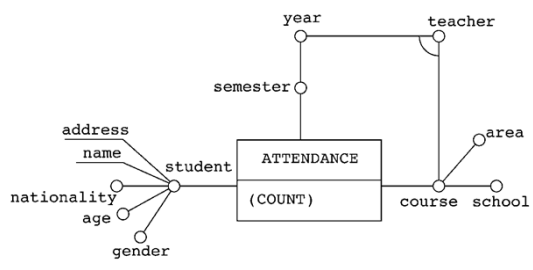 year
teacher
semester
address
name
student
ATTENDANCE
area
nationality
(COUNT)
course
school
age
gender